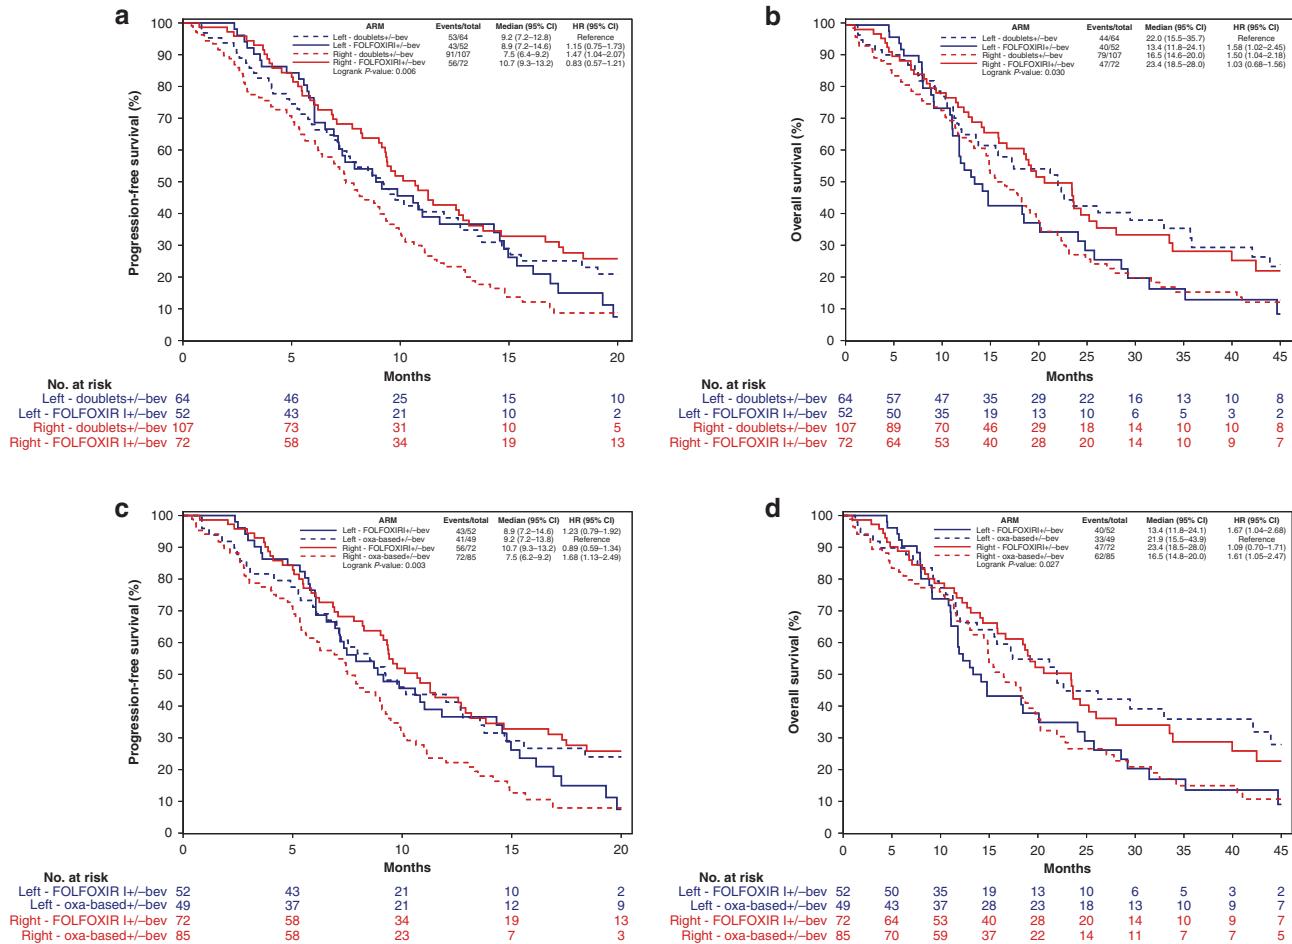 a
Progression-free survival (%)
100
90
80
70
60
50
40
30
20
10
0
ARM Events/total Median (95% CI) HR (95% CI)
Left - doublets+/–bev 53/64 9.2 (7.2–12.8) Reference
Left - FOLFOXIRI+/–bev 43/52 8.9 (7.2–14.6) 1.15 (0.75–1.73)
Right - doublets+/–bev 91/107 7.5 (6.4–9.2) 1.47 (1.04–2.07)
Right - FOLFOXIRI+/–bev 56/72 10.7 (9.3–13.2) 0.83 (0.57–1.21)
Logrank P-value: 0.006
0 5 10 15 20
Months
No. at risk
Left - doublets+/–bev 64 46 25 15 10
Left - FOLFOXIR I+/–bev 52 43 21 10 2
Right - doublets+/–bev 107 73 31 10 5
Right - FOLFOXIR I+/–bev 72 58 34 19 13
b
Overall survival (%)
100
90
80
70
60
50
40
30
20
10
0
ARM Events/total Median (95% CI) HR (95% CI)
Left - doublets+/–bev 44/64 22.0 (15.5–35.7) Reference
Left - FOLFOXIRI+/–bev 40/52 13.4 (11.8–24.1) 1.58 (1.02–2.45)
Right - doublets+/–bev 79/107 16.5 (14.6–20.0) 1.50 (1.04–2.18)
Right - FOLFOXIRI+/–bev 47/72 23.4 (18.5–28.0) 1.03 (0.68–1.56)
Logrank P-value: 0.030
0 5 10 15 20 25 30 35 40 45
Months
No. at risk
Left - doublets+/–bev 64 57 47 35 29 22 16 13 10 8
Left - FOLFOXIR I+/–bev 52 50 35 19 13 10 6 5 3 2
Right - doublets+/–bev 107 89 70 46 29 18 14 10 10 8
Right - FOLFOXIR I+/–bev 72 64 53 40 28 20 14 10 9 7
c
Progression-free survival (%)
100
90
80
70
60
50
40
30
20
10
0
ARM Events/total Median (95% CI) HR (95% CI)
Left - FOLFOXIRI+/–bev 43/52 8.9 (7.2–14.6) 1.23 (0.79–1.92)
Left - oxa-based+/–bev 41/49 9.2 (7.2–13.8) Reference
Right - FOLFOXIRI+/–bev 56/72 10.7 (9.3–13.2) 0.89 (0.59–1.34)
Right - oxa-based+/–bev 72/85 7.5 (6.2–9.2) 1.68 (1.13–2.49)
Logrank P-value: 0.003
0 5 10 15 20
Months
Left - FOLFOXIR I+/–bev 52 43 21 10 2
Left - oxa-based+/–bev 49 37 21 12 9
Right - FOLFOXIR I+/–bev 72 58 34 19 13
Right - oxa-based+/–bev 85 58 23 7 3
d
Overall survival (%)
100
90
80
70
60
50
40
30
20
10
0
ARM Events/total Median (95% CI) HR (95% CI)
Left - FOLFOXIRI+/–bev 40/52 13.4 (11.8–24.1) 1.67 (1.04–2.68)
Left - oxa-based+/–bev 33/49 21.9 (15.5–43.9) Reference
Right - FOLFOXIRI+/–bev 47/72 23.4 (18.5–28.0) 1.09 (0.70–1.71)
Right - oxa-based+/–bev 62/85 16.5 (14.8–20.0) 1.61 (1.05–2.47)
Logrank P-value: 0.027
0 5 10 15 20 25 30 35 40 45
Months
No. at risk
Left - FOLFOXIR I+/–bev 52 50 35 19 13 10 6 5 3 2
Left - oxa-based+/–bev 49 43 37 28 23 18 13 10 9 7
Right - FOLFOXIR I+/–bev 72 64 53 40 28 20 14 10 9 7
Right - oxa-based+/–bev 85 70 59 37 22 14 11 7 7 5